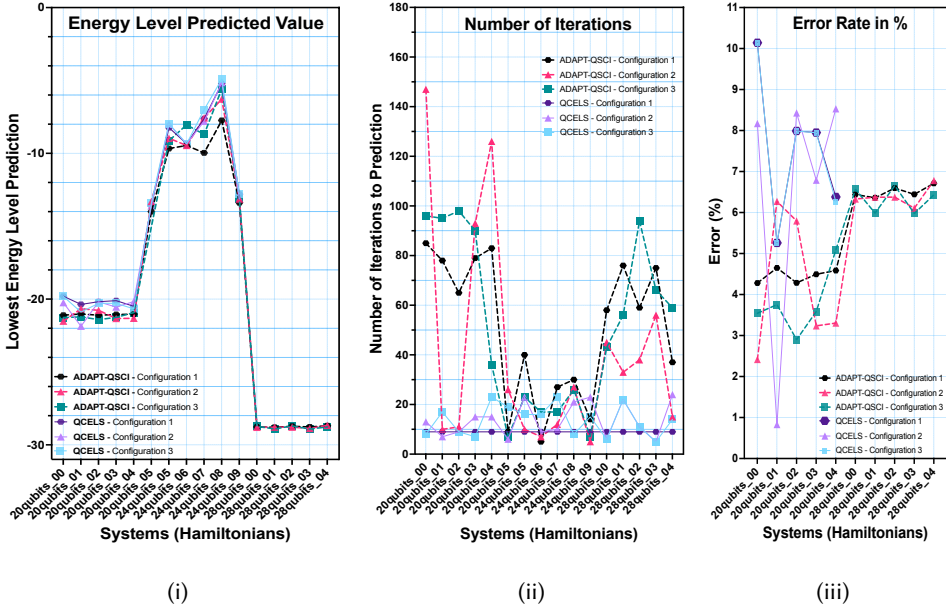 Energy Level Predicted Value
0
-10
-20
-30
Lowest Energy Level Prediction
ADAPT-QSCI - Configuration 1
ADAPT-QSCI - Configuration 2
ADAPT-QSCI - Configuration 3
QCELS - Configuration 1
QCELS - Configuration 2
QCELS - Configuration 3
20qubits_00
20qubits_01
20qubits_02
20qubits_03
20qubits_04
24qubits_05
24qubits_06
24qubits_07
24qubits_08
24qubits_09
28qubits_00
28qubits_01
28qubits_02
28qubits_03
28qubits_04
Systems (Hamiltonians)
(i)
Number of Iterations
180
160
140
120
100
80
60
40
20
0
Number of Iterations to Prediction
ADAPT-QSCI - Configuration 1
ADAPT-QSCI - Configuration 2
ADAPT-QSCI - Configuration 3
QCELS - Configuration 1
QCELS - Configuration 2
QCELS - Configuration 3
20qubits_00
20qubits_01
20qubits_02
20qubits_03
20qubits_04
24qubits_05
24qubits_06
24qubits_07
24qubits_08
24qubits_09
28qubits_00
28qubits_01
28qubits_02
28qubits_03
28qubits_04
Systems (Hamiltonians)
(ii)
Error Rate in %
11
10
9
8
7
6
5
4
3
2
1
0
Error (%)
ADAPT-QSCI - Configuration 1
ADAPT-QSCI - Configuration 2
ADAPT-QSCI - Configuration 3
QCELS - Configuration 1
QCELS - Configuration 2
QCELS - Configuration 3
20qubits_00
20qubits_01
20qubits_02
20qubits_03
20qubits_04
28qubits_00
28qubits_01
28qubits_02
28qubits_03
28qubits_04
Systems (Hamiltonians)
(iii)